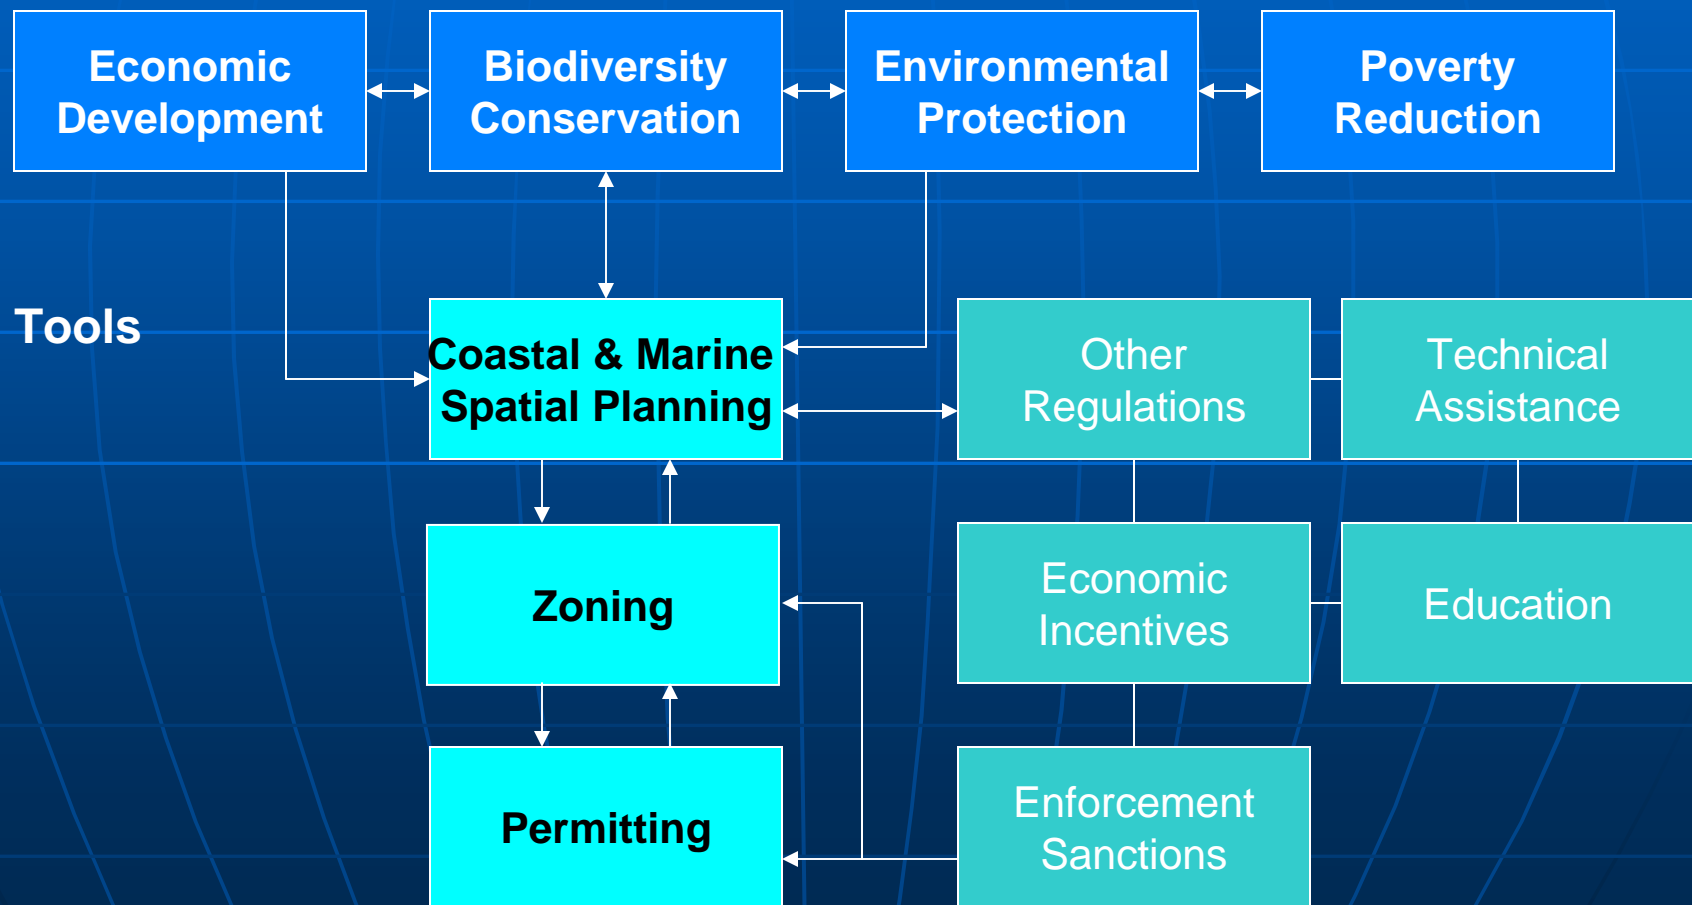 Economic
Development
Biodiversity
Conservation
Environmental
Protection
Poverty
Reduction
Tools
Coastal & Marine
Spatial Planning
Other
Regulations
Technical
Assistance
Zoning
Economic
Incentives
Education
Permitting
Enforcement
Sanctions